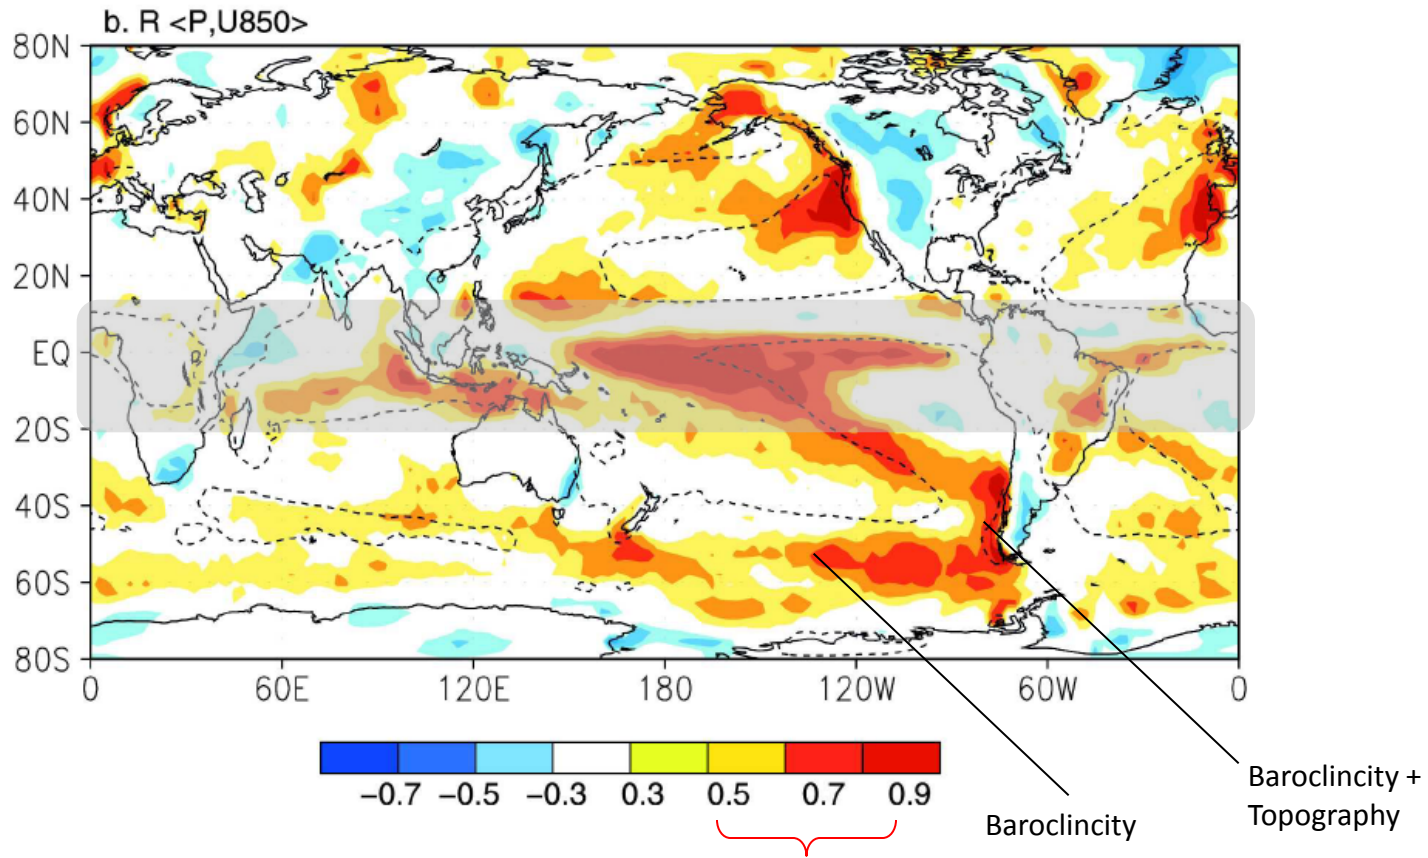 b. R <P,U850>
80N
60N
40N
20N
EQ
20S
40S
60S
80S
0 60E 120E 180 120W 60W 0
−0.7 −0.5 −0.3 0.3 0.5 0.7 0.9
Baroclincity
Baroclincity +
Topography